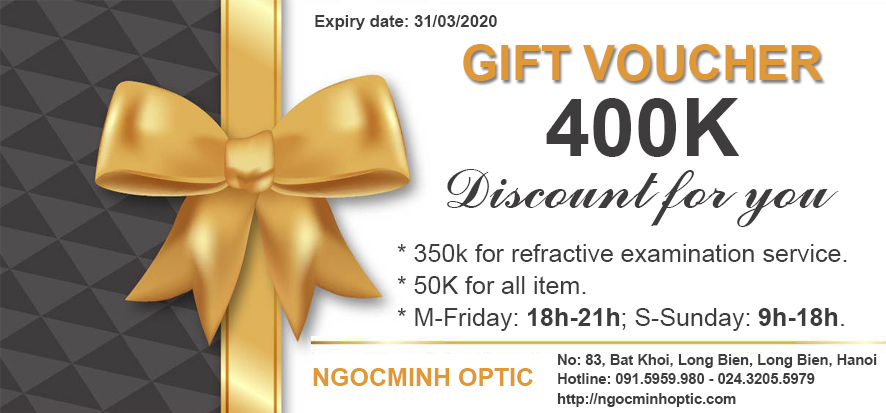 Expiry date: 31/03/2020
GIFT VOUCHER
400K
Discount for you
* 350k for refractive examination service.
* 50K for all item.
* M-Friday: 18h-21h; S-Sunday: 9h-18h.
NGOCMINH OPTIC
No: 83, Bat Khoi, Long Bien, Long Bien, Hanoi
Hotline: 091.5959.980 - 024.3205.5979
http://ngocminhoptic.com